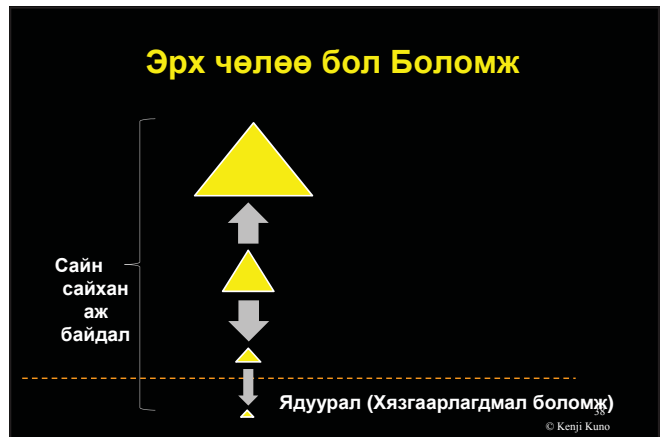 Эрх чөлөө бол Боломж
Сайн
сайхан
аж
байдал
Ядуурал (Хязгаарлагдмал боломж)
38
© Kenji Kuno